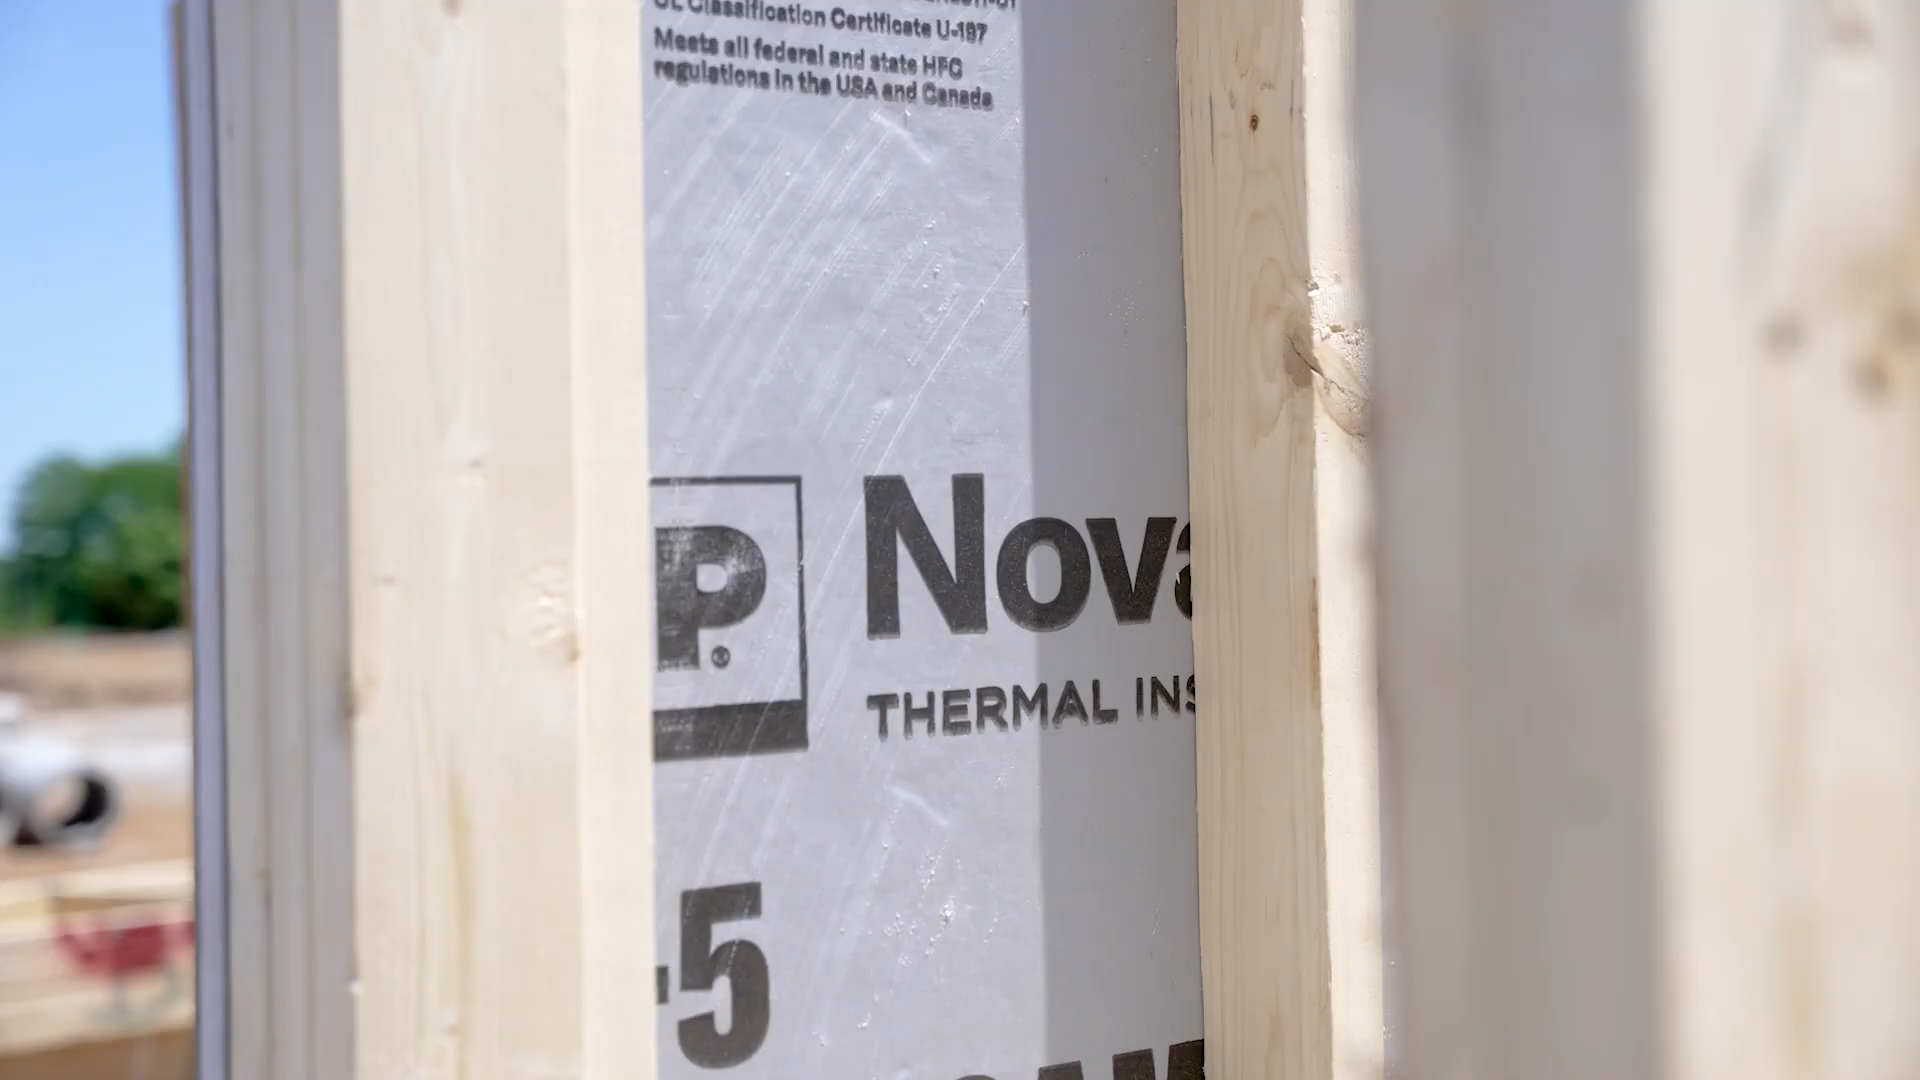 Classification Certificate U-197
Meets all federal and state HFC
regulations in the USA and Canada
P.®
Nova
THERMAL INS
-5